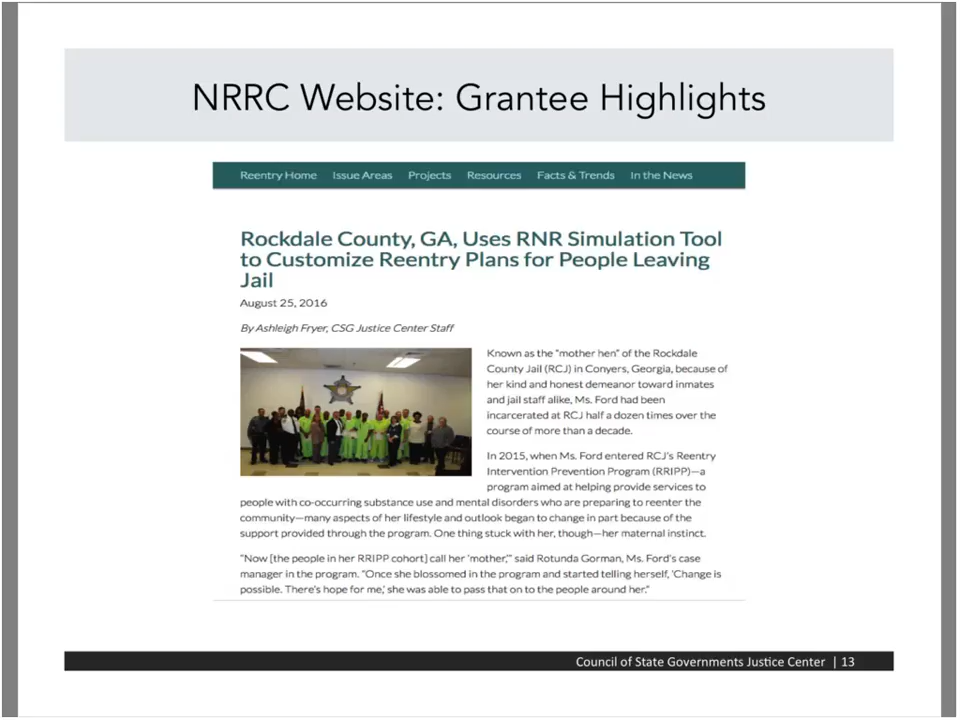 NRRC Website: Grantee Highlights
Reentry Home Issue Areas Projects Resources Facts & Trends In the News
Rockdale County, GA, Uses RNR Simulation Tool
to Customize Reentry Plans for People Leaving
Jail
August 25, 2016
By Ashleigh Fryer, CSG Justice Center Staff
Known as the "mother hen" of the Rockdale
County Jail (RCJ) in Conyers, Georgia, because of
her kind and honest demeanor toward inmates
and jail staff alike, Ms. Ford had been
incarcerated at RCJ half a dozen times over the
course of more than a decade.
In 2015, when Ms. Ford entered RCJ's Reentry
Intervention Prevention Program (RRIPP)—a
program aimed at helping provide services to
people with co-occurring substance use and mental disorders who are preparing to reenter the
community—many aspects of her lifestyle and outlook began to change in part because of the
support provided through the program. One thing stuck with her, though—her maternal instinct.
"Now [the people in her RRIPP cohort] call her 'mother,'" said Rotunda Gorman, Ms. Ford's case
manager in the program. "Once she blossomed in the program and started telling herself, 'Change is
possible. There's hope for me,' she was able to pass that on to the people around her."
Council of State Governments Justice Center | 13